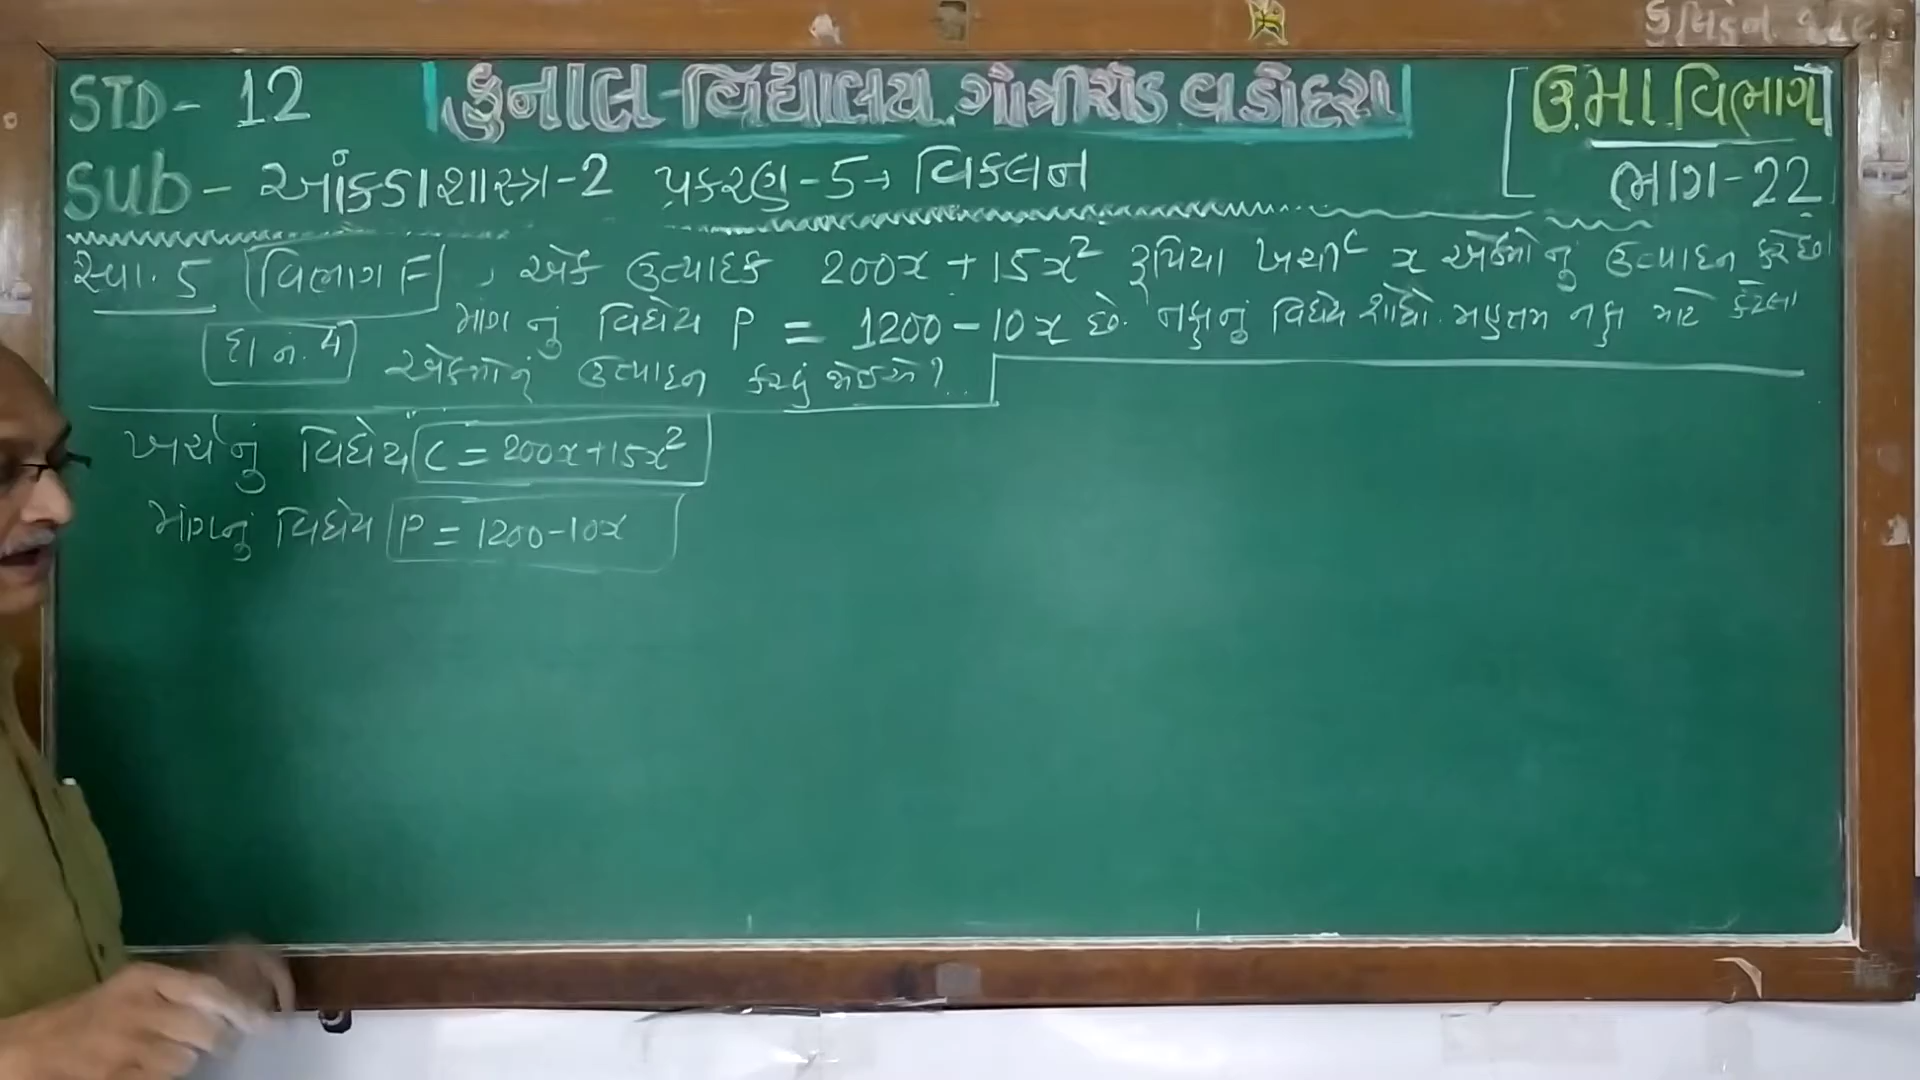 STD - 12 કુનાલ-વિદ્યાલય ગોત્રીરોડ વડોદરા ઉ.મા.વિભાગ
SUB - આંકડાશાસ્ત્ર-2 પ્રકરણ-5→ વિકલન ભાગ-22
સ્વા. 5 વિભાગ F, એક ઉત્પાદક 200x + 15x² રૂપિયા ખર્ચી x એકમોનું ઉત્પાદન કરે છે.
દા નં. 4 માંગ નું વિધેય P = 1200 - 10x છે. નફાનું વિધેય શોધો. મહત્તમ નફા માટે કેટલા
એકમોનું ઉત્પાદન કરવું જોઈએ ?
ખર્ચનું વિધેય C = 200x+15x²
માંગનું વિધેય P = 1200-10x